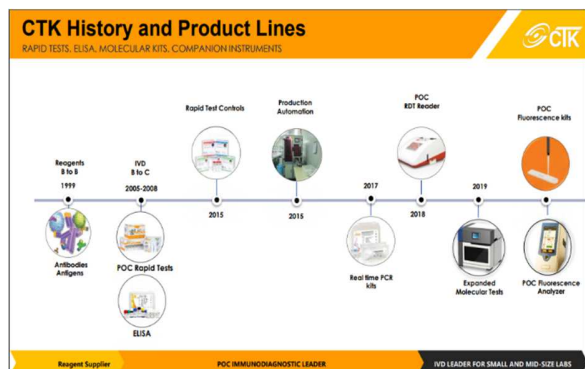 CTK History and Product Lines
RAPID TESTS, ELISA, MOLECULAR KITS, COMPANION INSTRUMENTS
CTK
Reagents
B to B
1999
Antibodies
Antigens
IVD
B to C
2005-2008
POC Rapid Tests
ELISA
Rapid Test Controls
2015
Production
Automation
2015
2017
Real time PCR
kits
POC
RDT Reader
2018
2019
Expanded
Molecular Tests
POC
Fluorescence kits
POC Fluorescence
Analyser
Reagent Supplier
POC IMMUNODIAGNOSTIC LEADER
IVD LEADER FOR SMALL AND MID-SIZE LABS